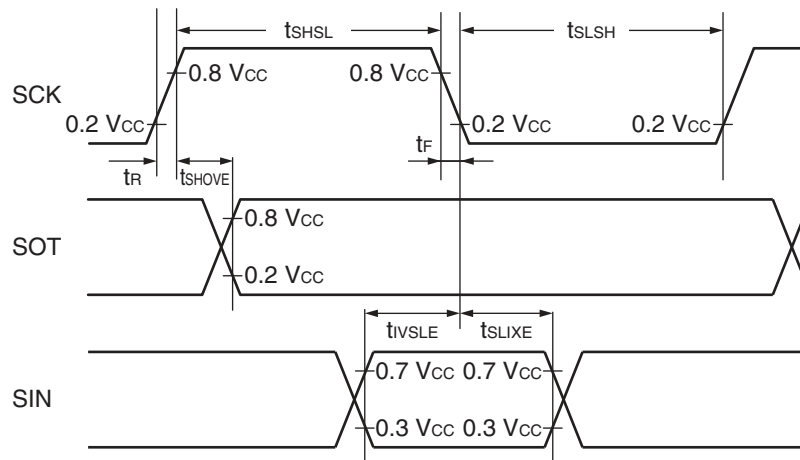 tSHSL
tSLSH
SCK
0.8 VCC
0.8 VCC
0.2 VCC
0.2 VCC
0.2 VCC
tR
tSHOVE
tF
SOT
0.8 VCC
0.2 VCC
tIVSLE
tSLIXE
SIN
0.7 VCC
0.7 VCC
0.3 VCC
0.3 VCC